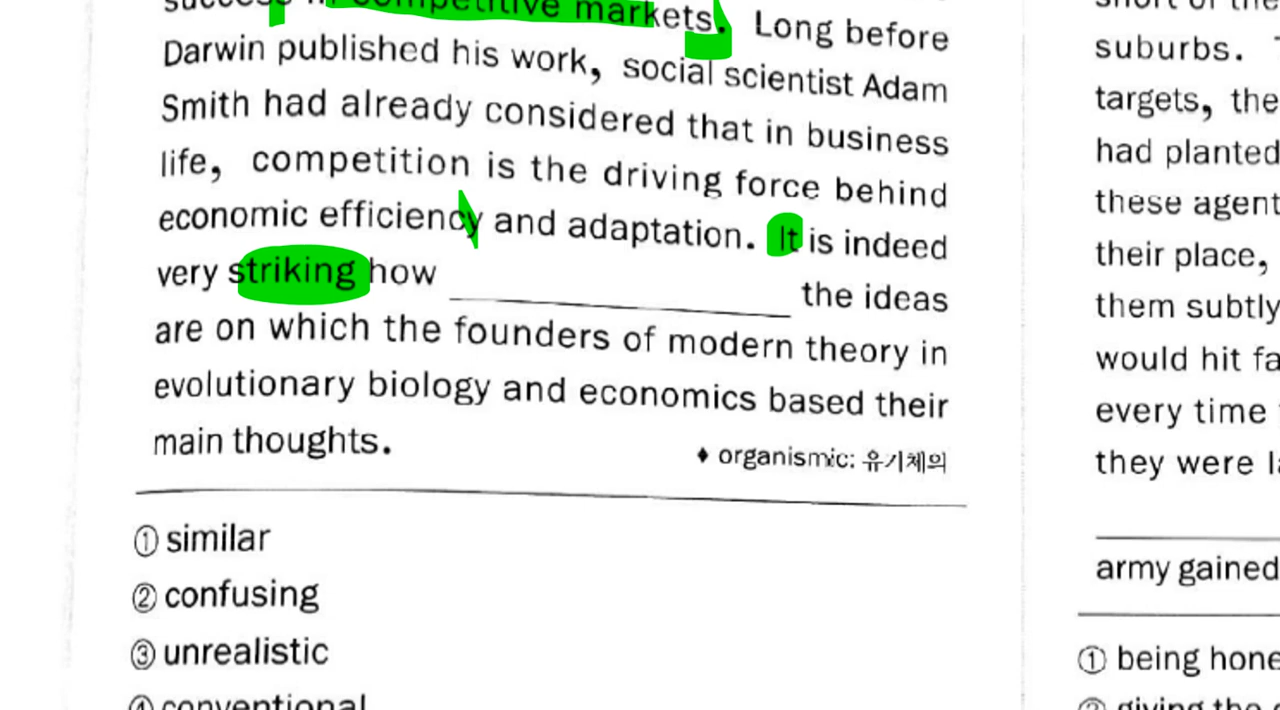 competitive markets. Long before
Darwin published his work, social scientist Adam
Smith had already considered that in business
life, competition is the driving force behind
economic efficiency and adaptation. It is indeed
very striking how ______ the ideas
are on which the founders of modern theory in
evolutionary biology and economics based their
main thoughts.
♦ organismic: 유기체의
① similar
② confusing
③ unrealistic
④ conventional
suburbs.
targets, the
had planted
these agent
their place,
them subtly
would hit fa
every time
they were la
army gained
① being hone
② giving the